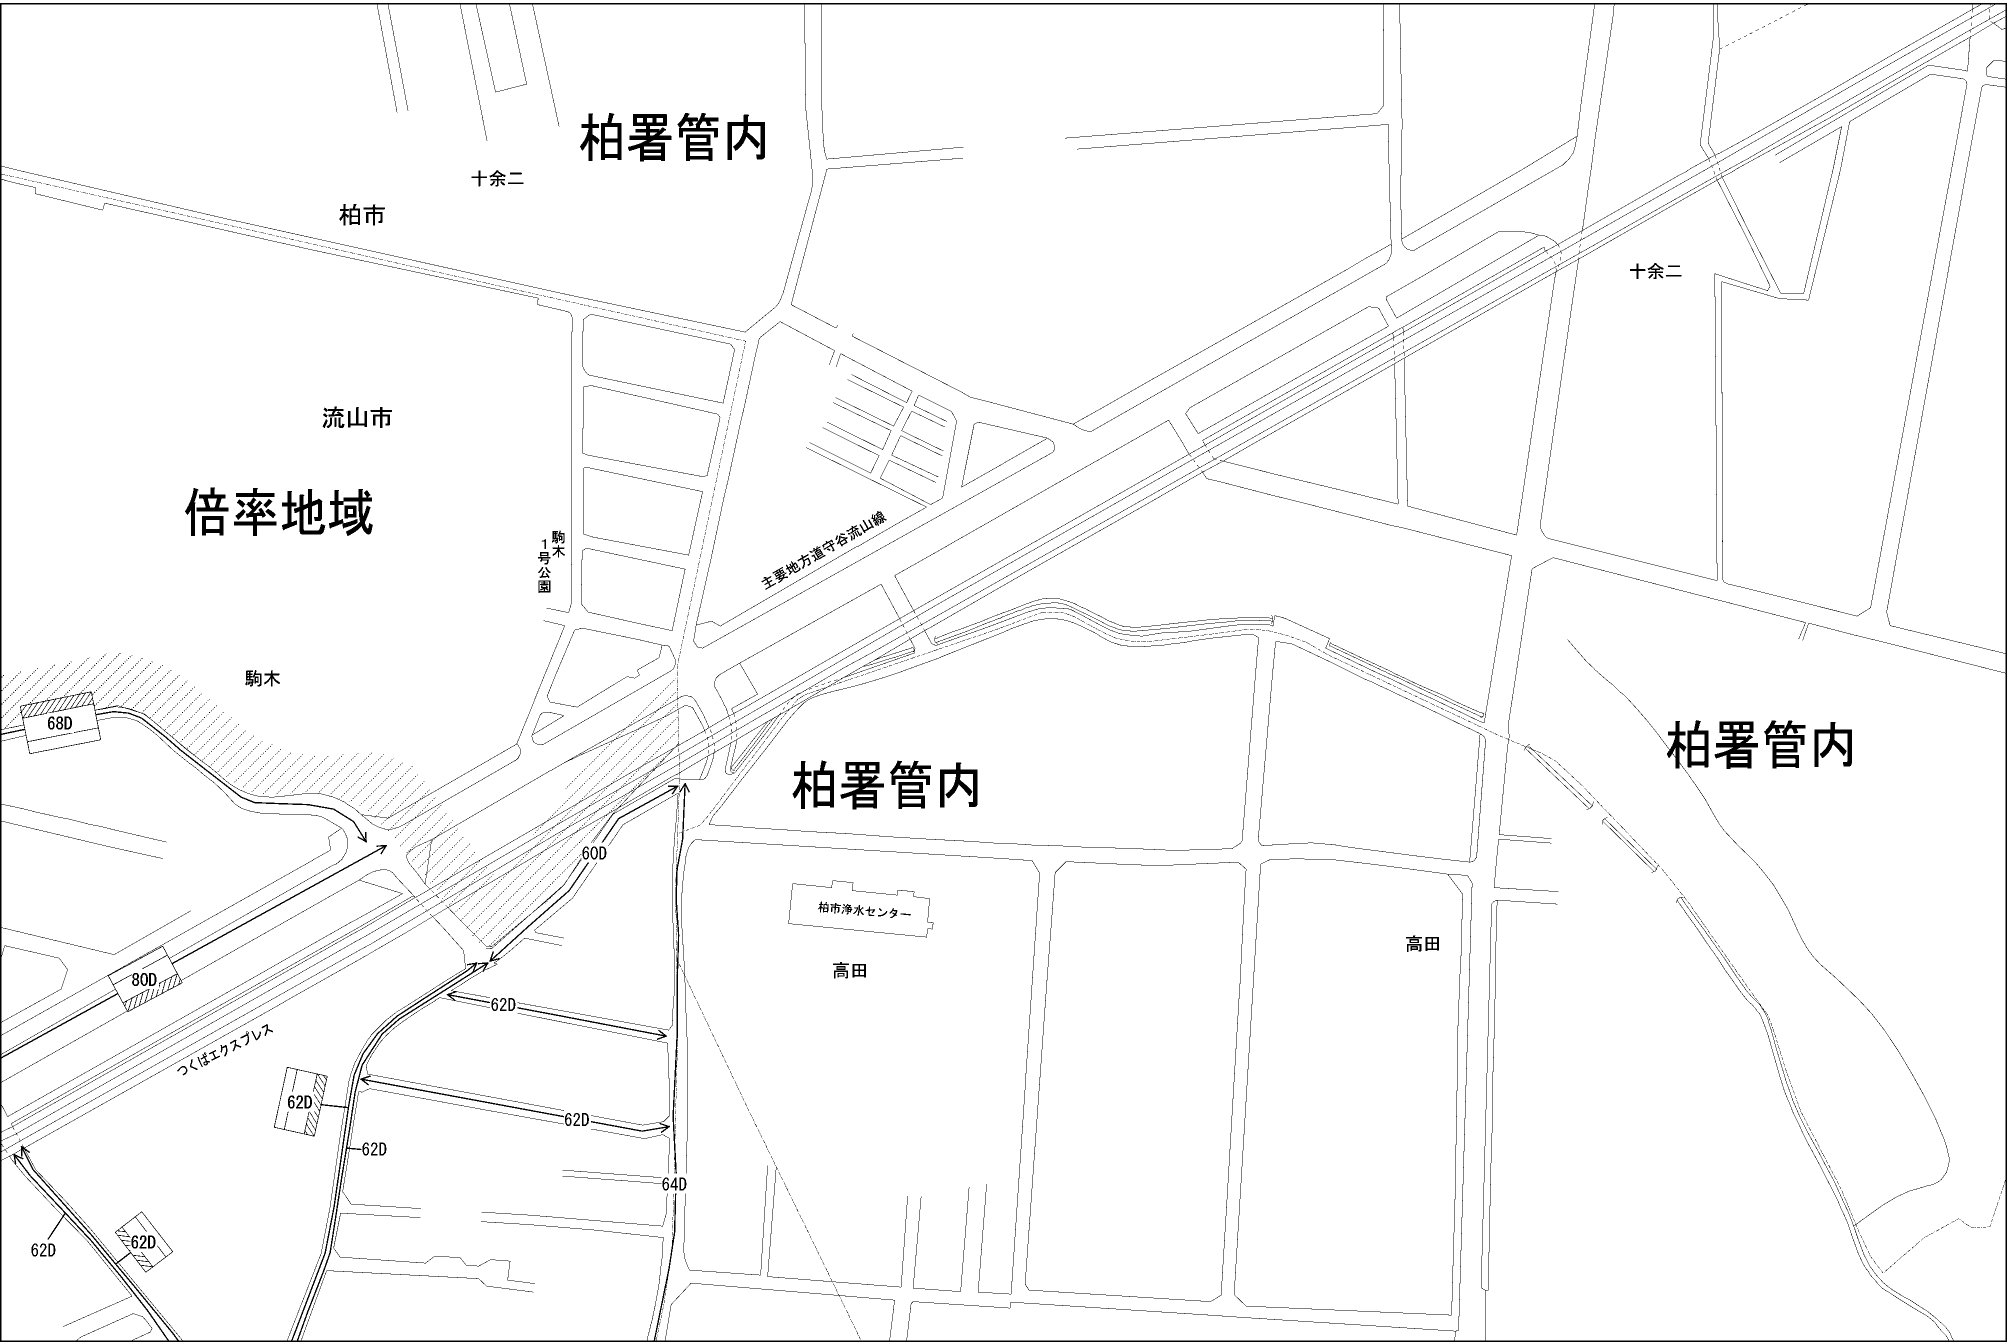 柏署管内
十余二
柏市
十余二
流山市
倍率地域
駒木
1号公園
主要地方道守谷流山線
駒木
68D
柏署管内
柏署管内
60D
柏市浄水センター
高田
高田
80D
62D
つくばエクスプレス
62D
62D
62D
64D
62D
62D